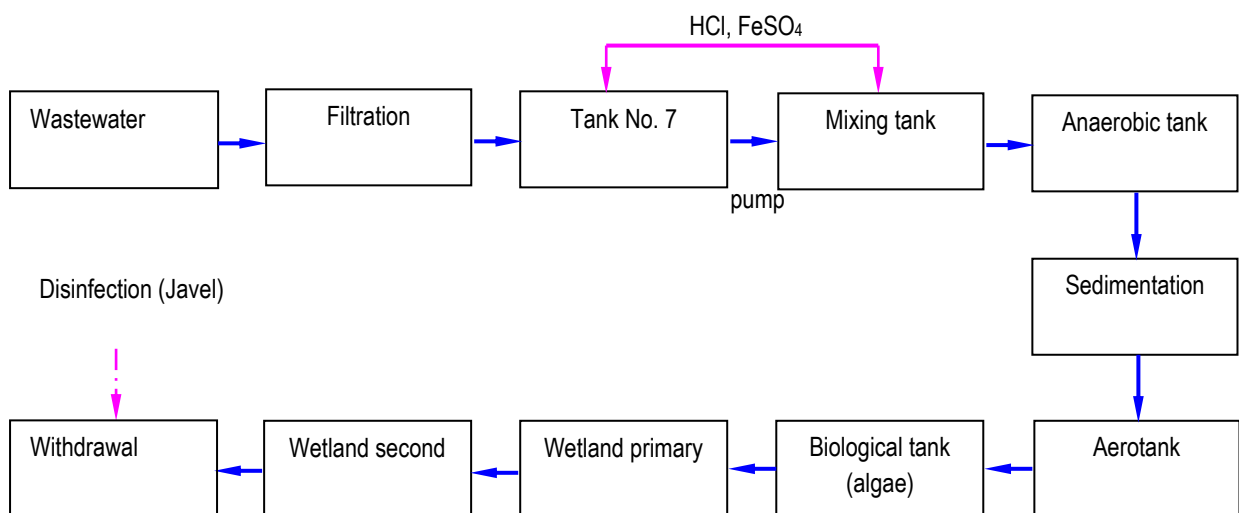 HCl, FeSO₄
Wastewater
Filtration
Tank No. 7
Mixing tank
Anaerobic tank
pump
Sedimentation
Disinfection (Javel)
Withdrawal
Wetland second
Wetland primary
Biological tank
(algae)
Aerotank